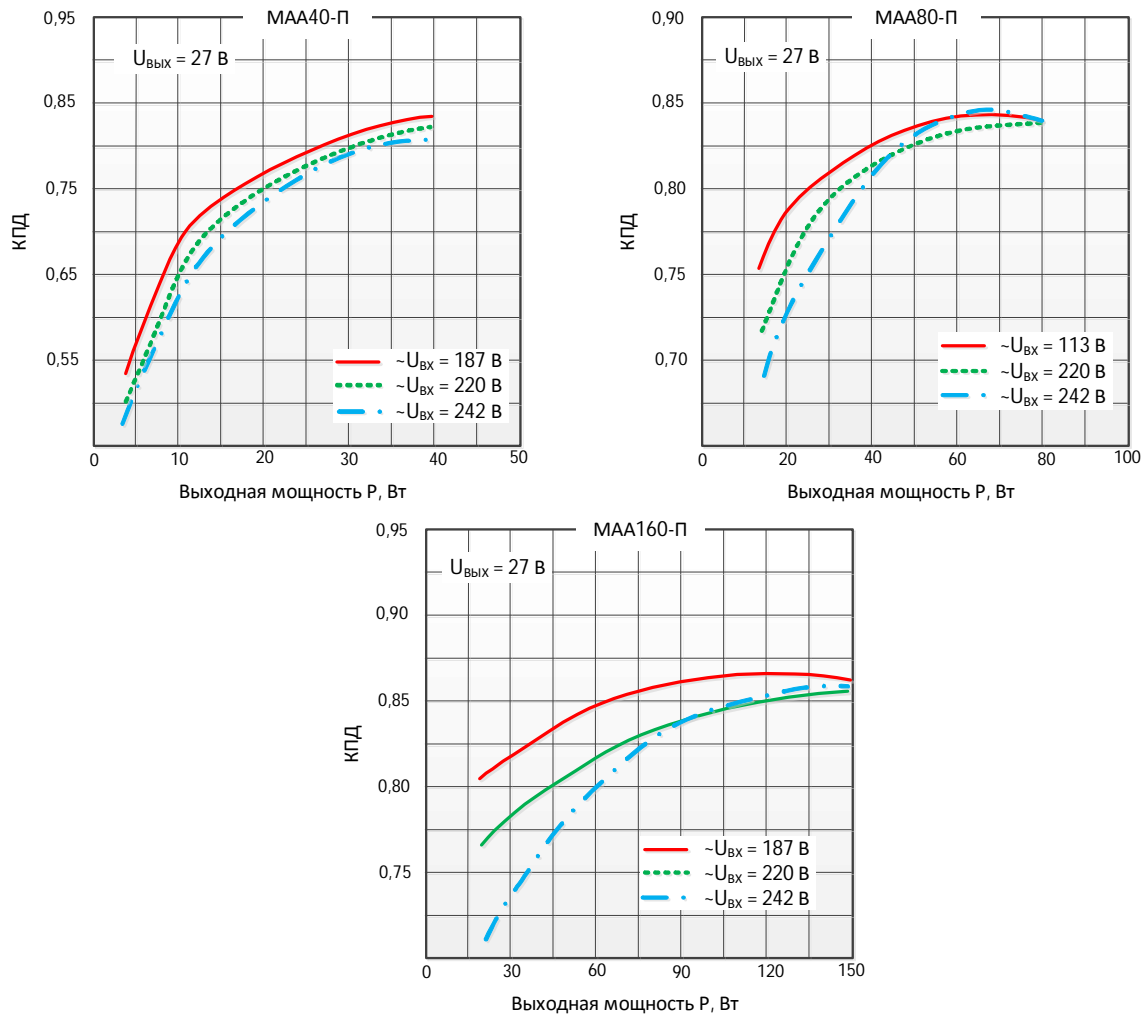 МАА40-П
0,95
0,85
0,75
0,65
0,55
КПД
Uвых = 27 В
~Uвх = 187 В
~Uвх = 220 В
~Uвх = 242 В
0 10 20 30 40 50
Выходная мощность Р, Вт
МАА80-П
0,90
0,85
0,80
0,75
0,70
КПД
Uвых = 27 В
~Uвх = 113 В
~Uвх = 220 В
~Uвх = 242 В
0 20 40 60 80 100
Выходная мощность Р, Вт
МАА160-П
0,95
0,90
0,85
0,80
0,75
КПД
Uвых = 27 В
~Uвх = 187 В
~Uвх = 220 В
~Uвх = 242 В
0 30 60 90 120 150
Выходная мощность Р, Вт